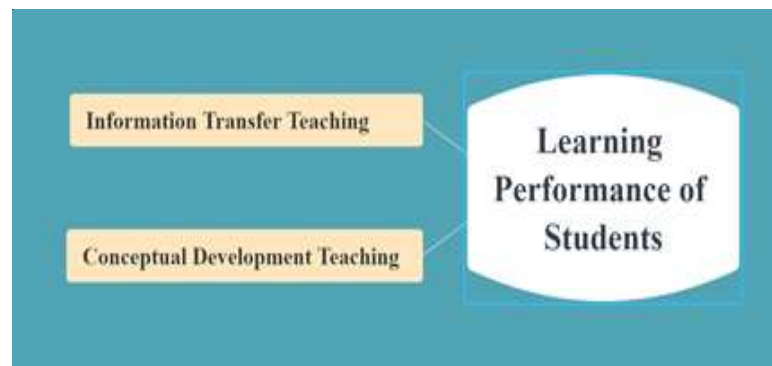 Information Transfer Teaching
Conceptual Development Teaching
Learning
Performance of
Students